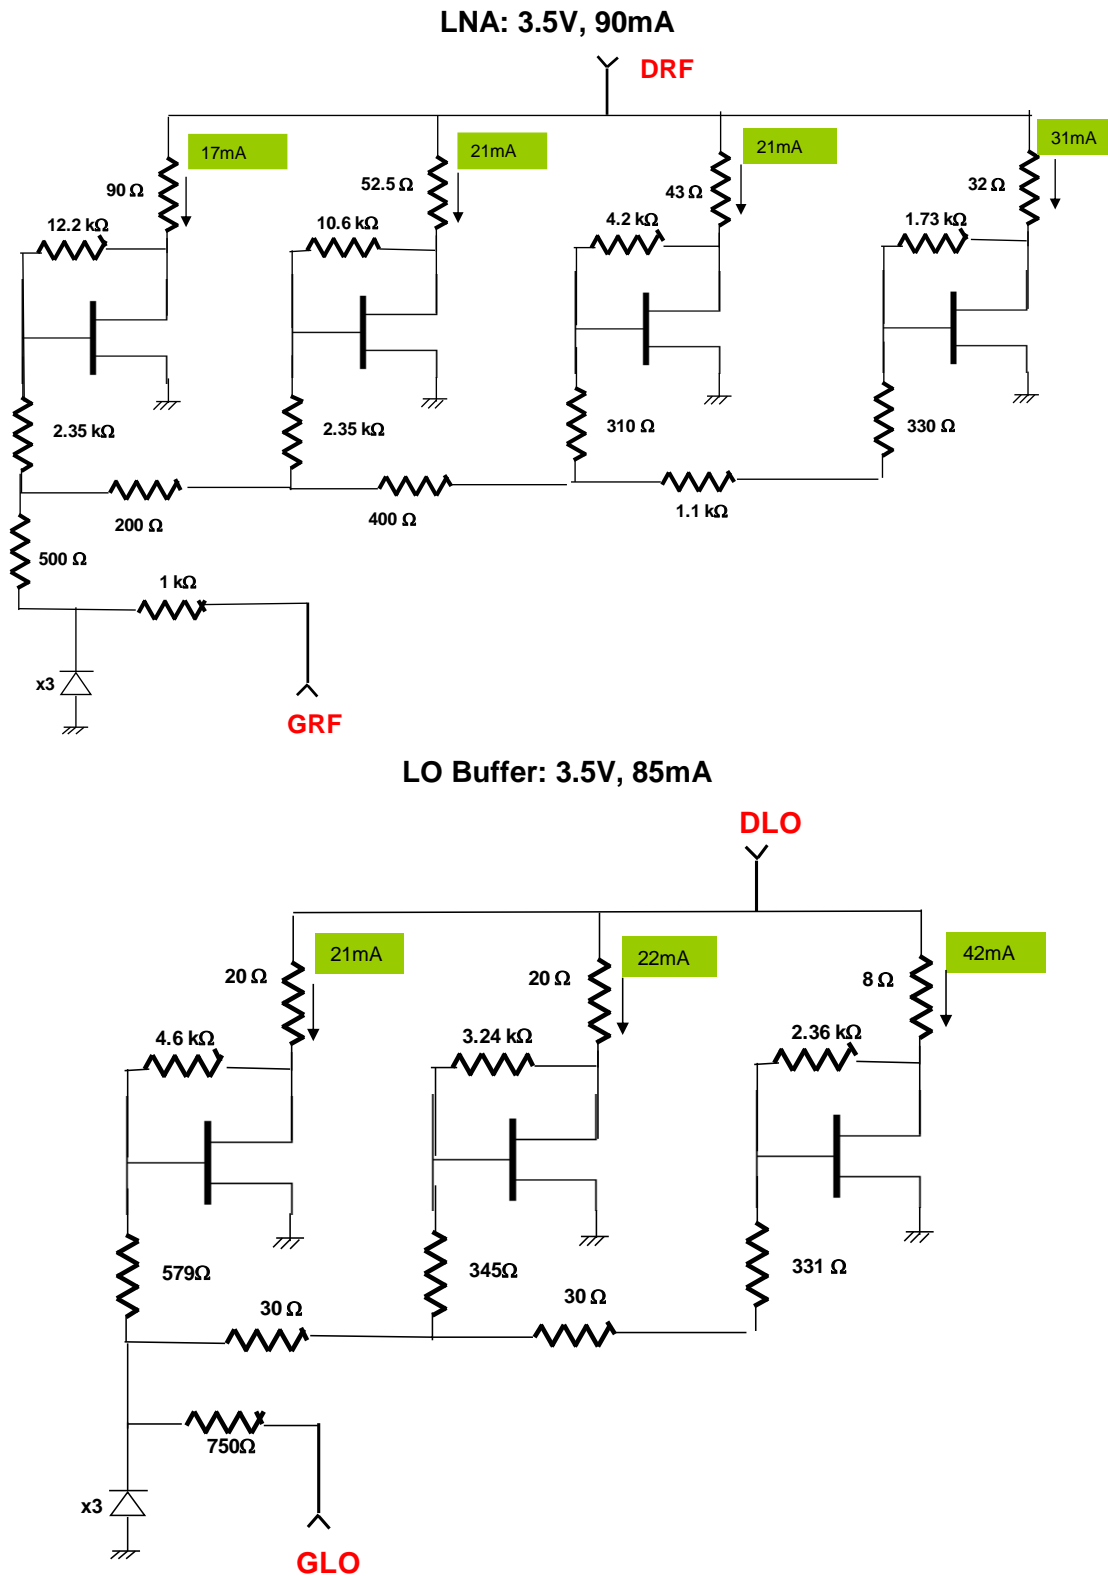 LNA: 3.5V, 90mA
DRF
17mA
21mA
21mA
31mA
90 Ω
52.5 Ω
43 Ω
32 Ω
12.2 kΩ
10.6 kΩ
4.2 kΩ
1.73 kΩ
2.35 kΩ
2.35 kΩ
310 Ω
330 Ω
200 Ω
400 Ω
1.1 kΩ
500 Ω
1 kΩ
x3
GRF
LO Buffer: 3.5V, 85mA
DLO
21mA
22mA
42mA
20 Ω
20 Ω
8 Ω
4.6 kΩ
3.24 kΩ
2.36 kΩ
579Ω
345Ω
331 Ω
30 Ω
30 Ω
750Ω
x3
GLO